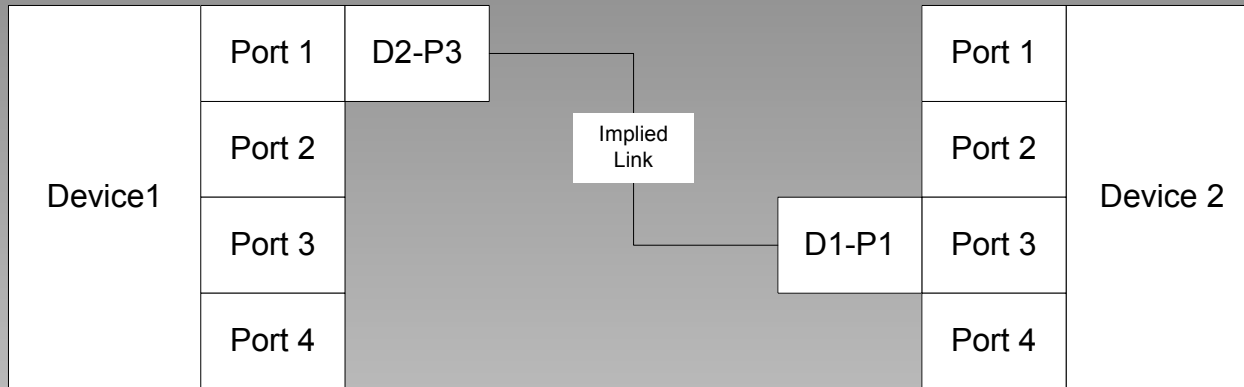 Port 1
D2-P3
Port 1
Port 2
Implied
Link
Port 2
Device1
Device 2
Port 3
D1-P1
Port 3
Port 4
Port 4